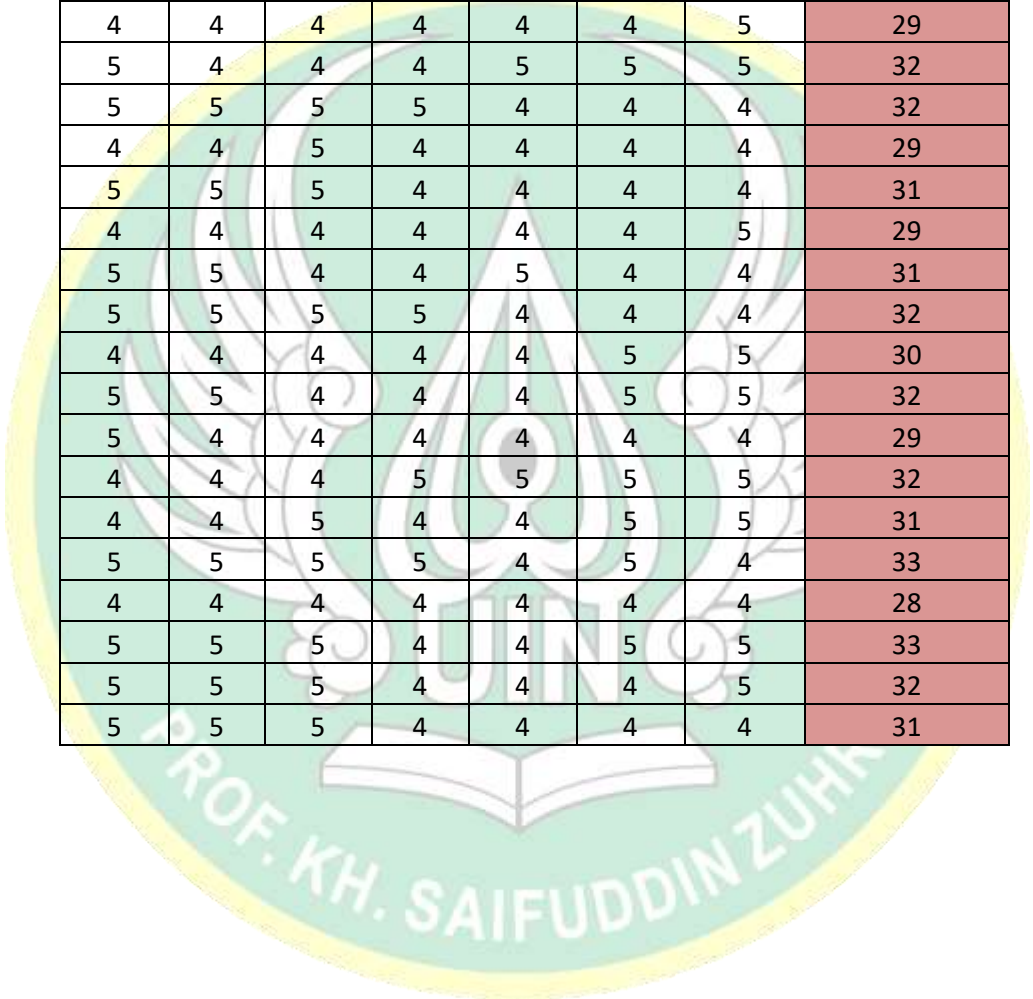 4 4 4 4 4 4 5 29
5 4 4 4 5 5 5 32
5 5 5 5 4 4 4 32
4 4 5 4 4 4 4 29
5 5 5 4 4 4 4 31
4 4 4 4 4 4 5 29
5 5 4 4 5 4 4 31
5 5 5 5 4 4 4 32
4 4 4 4 4 5 5 30
5 5 4 4 4 5 5 32
5 4 4 4 4 4 4 29
4 4 4 5 5 5 5 32
4 4 5 4 4 5 5 31
5 5 5 5 4 5 4 33
4 4 4 4 4 4 4 28
5 5 5 4 4 5 5 33
5 5 5 4 4 4 5 32
5 5 5 4 4 4 4 31
UIN
PROF. KH. SAIFUDDIN